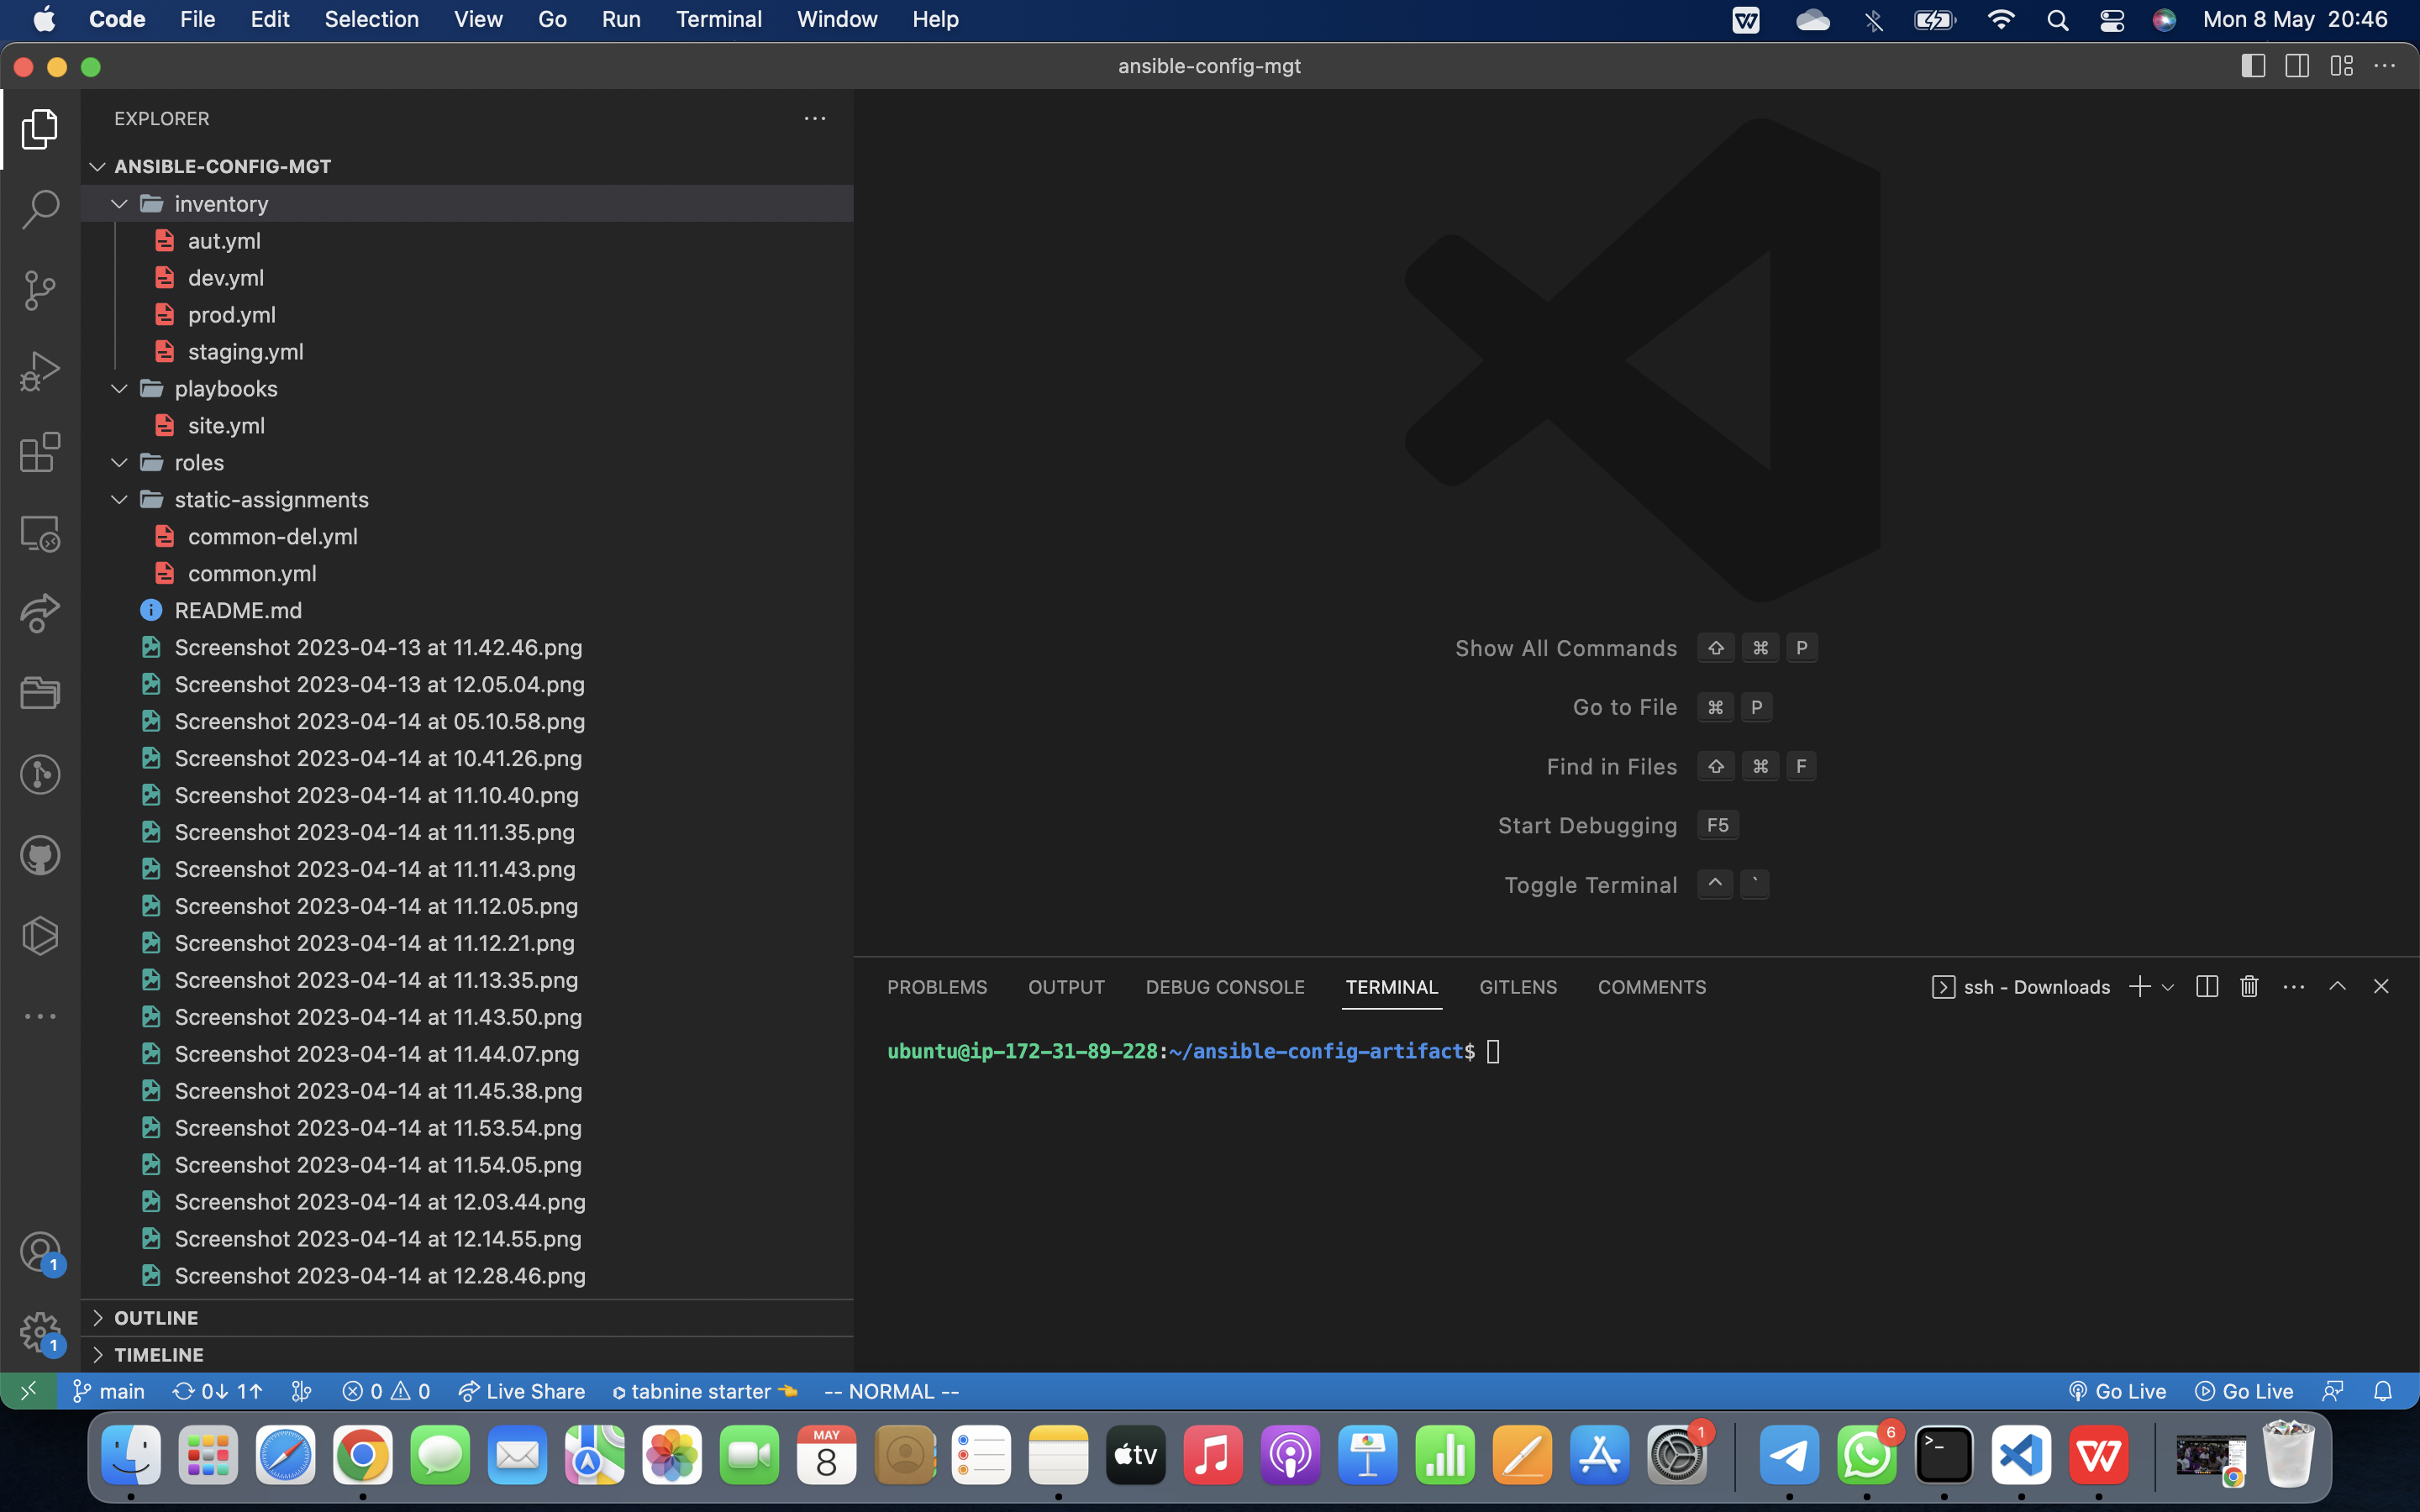 Code File Edit Selection View Go Run Terminal Window Help Mon 8 May 20:46
ansible-config-mgt
EXPLORER
ANSIBLE-CONFIG-MGT
inventory
aut.yml
dev.yml
prod.yml
staging.yml
playbooks
site.yml
roles
static-assignments
common-del.yml
common.yml
README.md
Screenshot 2023-04-13 at 11.42.46.png
Screenshot 2023-04-13 at 12.05.04.png
Screenshot 2023-04-14 at 05.10.58.png
Screenshot 2023-04-14 at 10.41.26.png
Screenshot 2023-04-14 at 11.10.40.png
Screenshot 2023-04-14 at 11.11.35.png
Screenshot 2023-04-14 at 11.11.43.png
Screenshot 2023-04-14 at 11.12.05.png
Screenshot 2023-04-14 at 11.12.21.png
Screenshot 2023-04-14 at 11.13.35.png
Screenshot 2023-04-14 at 11.43.50.png
Screenshot 2023-04-14 at 11.44.07.png
Screenshot 2023-04-14 at 11.45.38.png
Screenshot 2023-04-14 at 11.53.54.png
Screenshot 2023-04-14 at 11.54.05.png
Screenshot 2023-04-14 at 12.03.44.png
Screenshot 2023-04-14 at 12.14.55.png
Screenshot 2023-04-14 at 12.28.46.png
OUTLINE
TIMELINE
1
1
Show All Commands ⇧ ⌘ P
Go to File ⌘ P
Find in Files ⇧ ⌘ F
Start Debugging F5
Toggle Terminal ^ `
PROBLEMS OUTPUT DEBUG CONSOLE TERMINAL GITLENS COMMENTS ssh - Downloads
ubuntu@ip-172-31-89-228:~/ansible-config-artifact$
main 0↓ 1↑ 0 0 Live Share tabnine starter -- NORMAL -- Go Live Go Live
MAY
8
tv
1
6
>_